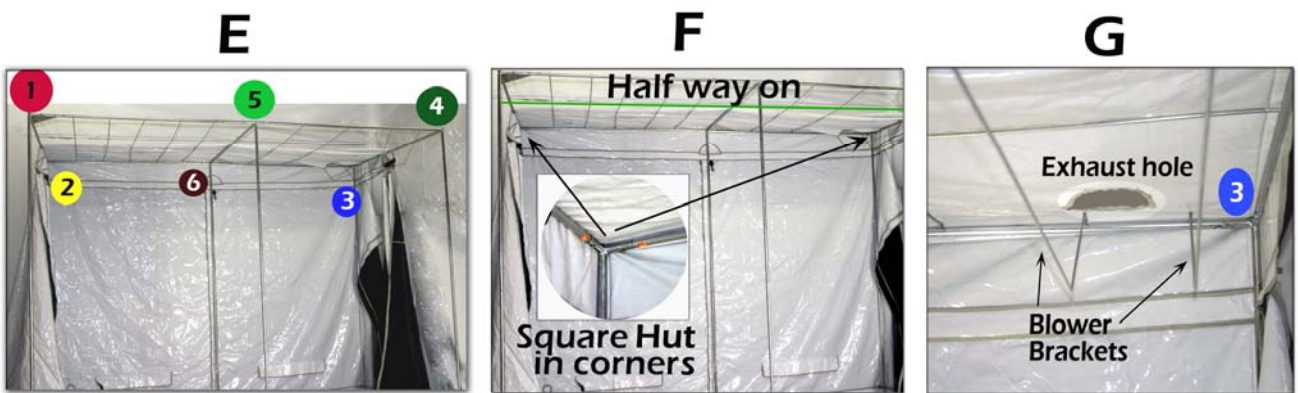 E
F
G
1
5
4
2
6
3
Half way on
Square Hut
in corners
Exhaust hole
3
Blower
Brackets